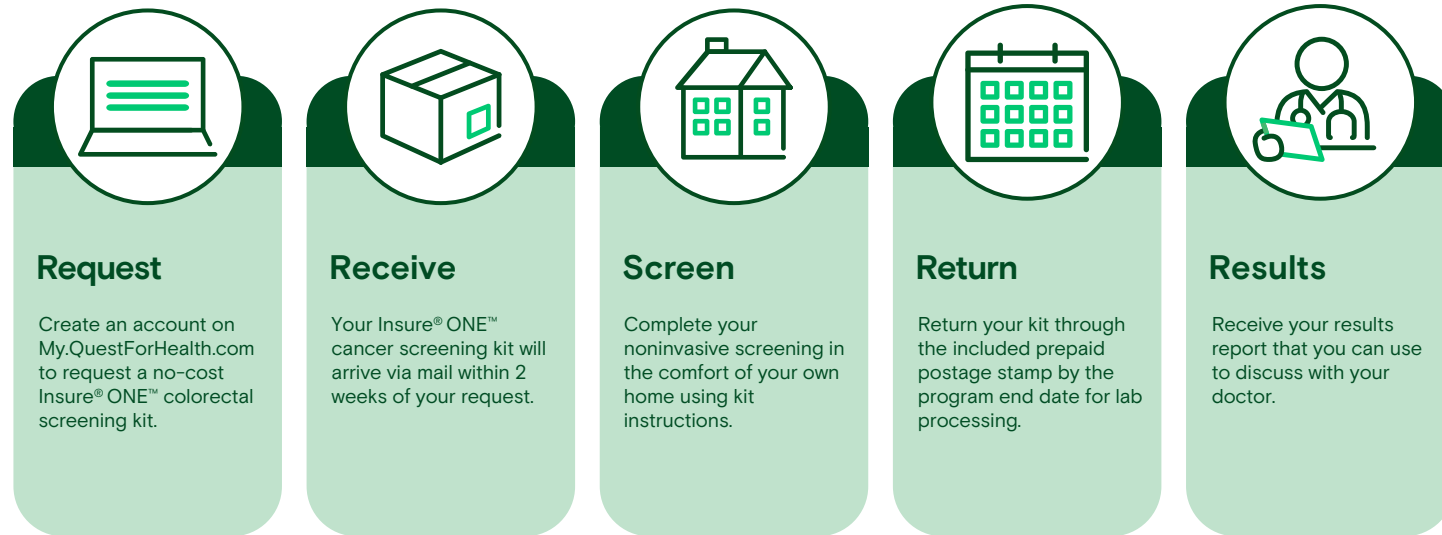 Request
Create an account on
My.QuestForHealth.com
to request a no-cost
Insure® ONE™ colorectal
screening kit.
Receive
Your Insure® ONE™
cancer screening kit will
arrive via mail within 2
weeks of your request.
Screen
Complete your
noninvasive screening in
the comfort of your own
home using kit
instructions.
Return
Return your kit through
the included prepaid
postage stamp by the
program end date for lab
processing.
Results
Receive your results
report that you can use
to discuss with your
doctor.